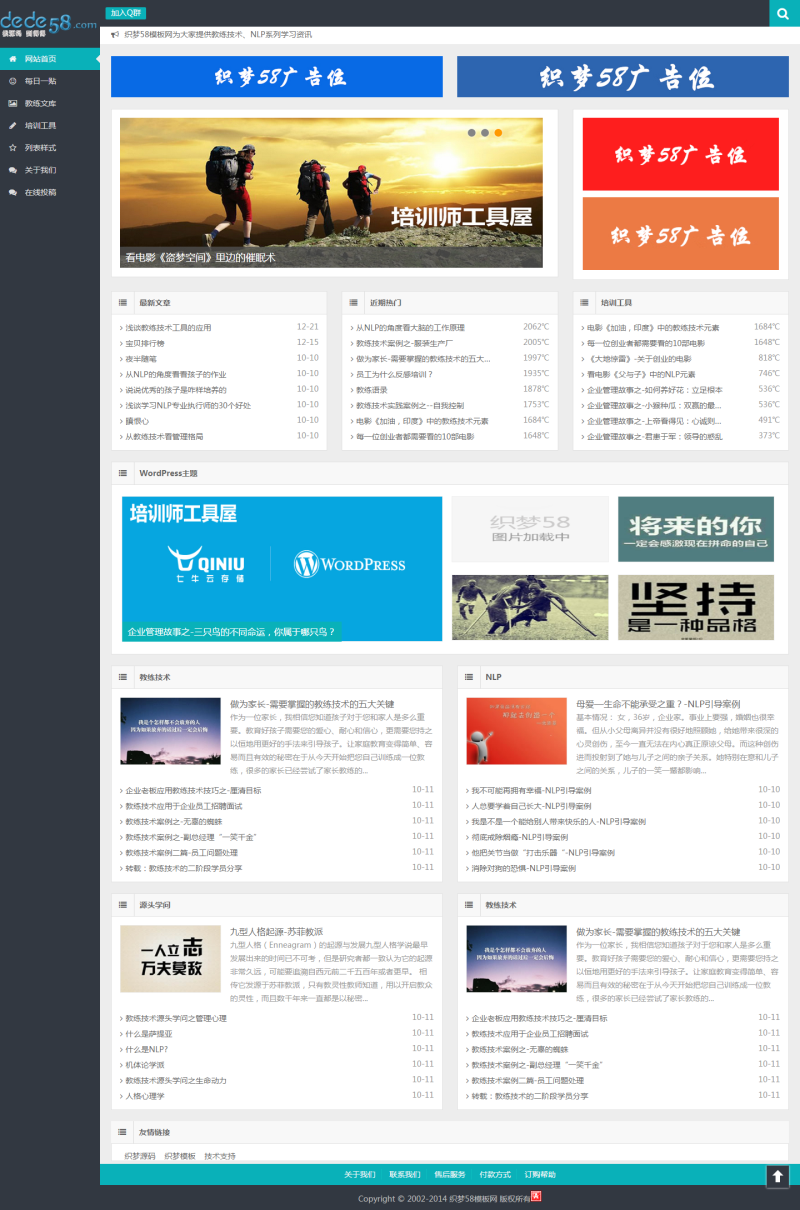 dede58.com
加入Q群
织梦58模板网为大家提供教练技术、NLP系列学习资讯
网站首页
每日一贴
教练文库
培训工具
列表样式
关于我们
在线投稿
织梦58广告位
织梦58广告位
培训师工具屋
看电影《盗梦空间》里边的催眠术
织梦58广告位
织梦58广告位
最新文章
浅谈教练技术工具的应用 12-21
宝贝排行榜 12-15
夜半随笔 10-10
从NLP的角度看看孩子的作业 10-10
说说优秀的孩子是咋样培养的 10-10
浅谈学习NLP专业执行师的30个好处 10-10
10-10
从教练技术看管理格局 10-10
近期热门
从NLP的角度看大脑的工作原理 2062℃
教练技术案例之-服装生产厂 2005℃
做为家长-需要掌握的教练技术的五大... 1997℃
员工为什么反感培训？ 1935℃
教练语录 1878℃
教练技术实践案例之--自我控制 1753℃
电影《加油，印度》中的教练技术元素 1684℃
每一位创业者都需要看的10部电影 1648℃
培训工具
电影《加油，印度》中的教练技术元素 1684℃
每一位创业者都需要看的10部电影 1648℃
《大地惊雷》-关于创业的电影 818℃
看电影《父与子》中的NLP元素 746℃
企业管理故事之-如何养好花：立足根本 536℃
企业管理故事之-小猴种瓜：双赢的最... 536℃
企业管理故事之-上帝看得见：心诚则... 491℃
企业管理故事之-君患于军：领导的惑乱 373℃
WordPress主题
培训师工具屋
QINIU
七牛云存储
WORDPRESS
企业管理故事之-三只鸟的不同命运，你属于哪只鸟？
织梦58
图片加载中
将来的你
一定会感激现在拼命的自己
坚持
是一种品格
教练技术
我是个怎样都不会放弃的人
因为如果放弃的话过后一定会后悔
做为家长-需要掌握的教练技术的五大关键
作为一位家长，我相信您知道孩子对于您和家人是多么重
要。教育好孩子需要您的爱心、耐心和信心，更需要您持之
以恒地用更好的手法来引导孩子。让家庭教育变得简单、容
易而且有效的秘密在于从今天开始把您自己训练成一位教
练，很多的家长已经尝试了家长教练的...
企业老板应用教练技术技巧之-厘清目标 10-11
教练技术应用于企业员工招聘面试 10-11
教练技术案例之-无辜的蜘蛛 10-11
教练技术案例之-副总经理“一笑千金” 10-11
教练技术案例二篇-员工问题处理 10-11
转载：教练技术的二阶段学员分享 10-11
NLP
母爱—生命不能承受之重？-NLP引导案例
基本情况： 女，36岁，企业家。事业上要强，婚姻也很幸
福。但从小父母离异并没有很好地照顾她，给她带来很深的
心灵创伤，至今一直无法在内心真正原谅父母。而这种创伤
进而投射到了她与儿子之间的亲子关系。她特别在意和儿子
之间的关系，儿子的一笑一颦都影响...
我不可能再拥有幸福-NLP引导案例 10-10
人总要学着自己长大-NLP引导案例 10-10
我是不是一个能给别人带来快乐的人-NLP引导案例 10-10
彻底戒除烟瘾-NLP引导案例 10-10
他把关节当做“打击乐器 ”-NLP引导案例 10-10
消除对狗的恐惧-NLP引导案例 10-10
源头学问
一人立志
万夫莫敌
九型人格起源-苏菲教派
九型人格（Enneagram）的起源与发展九型人格学说最早
发展出来的时间已不可考，但是研究者都一致认为它的起源
非常久远，可能要追溯自西元前二千五百年或者更早。 相
传它发源于苏菲教派，只有教灵性教师知道，用以开启教众
的灵性，而且数千年来一直都是以秘密...
教练技术源头学问之管理心理 10-11
什么是萨提亚 10-11
什么是NLP? 10-11
机体论学派 10-11
教练技术源头学问之生命动力 10-11
人格心理学 10-11
教练技术
我是个怎样都不会放弃的人
因为如果放弃的话过后一定会后悔
做为家长-需要掌握的教练技术的五大关键
作为一位家长，我相信您知道孩子对于您和家人是多么重
要。教育好孩子需要您的爱心、耐心和信心，更需要您持之
以恒地用更好的手法来引导孩子。让家庭教育变得简单、容
易而且有效的秘密在于从今天开始把您自己训练成一位教
练，很多的家长已经尝试了家长教练的...
企业老板应用教练技术技巧之-厘清目标 10-11
教练技术应用于企业员工招聘面试 10-11
教练技术案例之-无辜的蜘蛛 10-11
教练技术案例之-副总经理“一笑千金” 10-11
教练技术案例二篇-员工问题处理 10-11
转载：教练技术的二阶段学员分享 10-11
友情链接
织梦源码 织梦模板 技术支持
关于我们 联系我们 售后服务 付款方式 订购帮助
Copyright © 2002-2014 织梦58模板网 版权所有